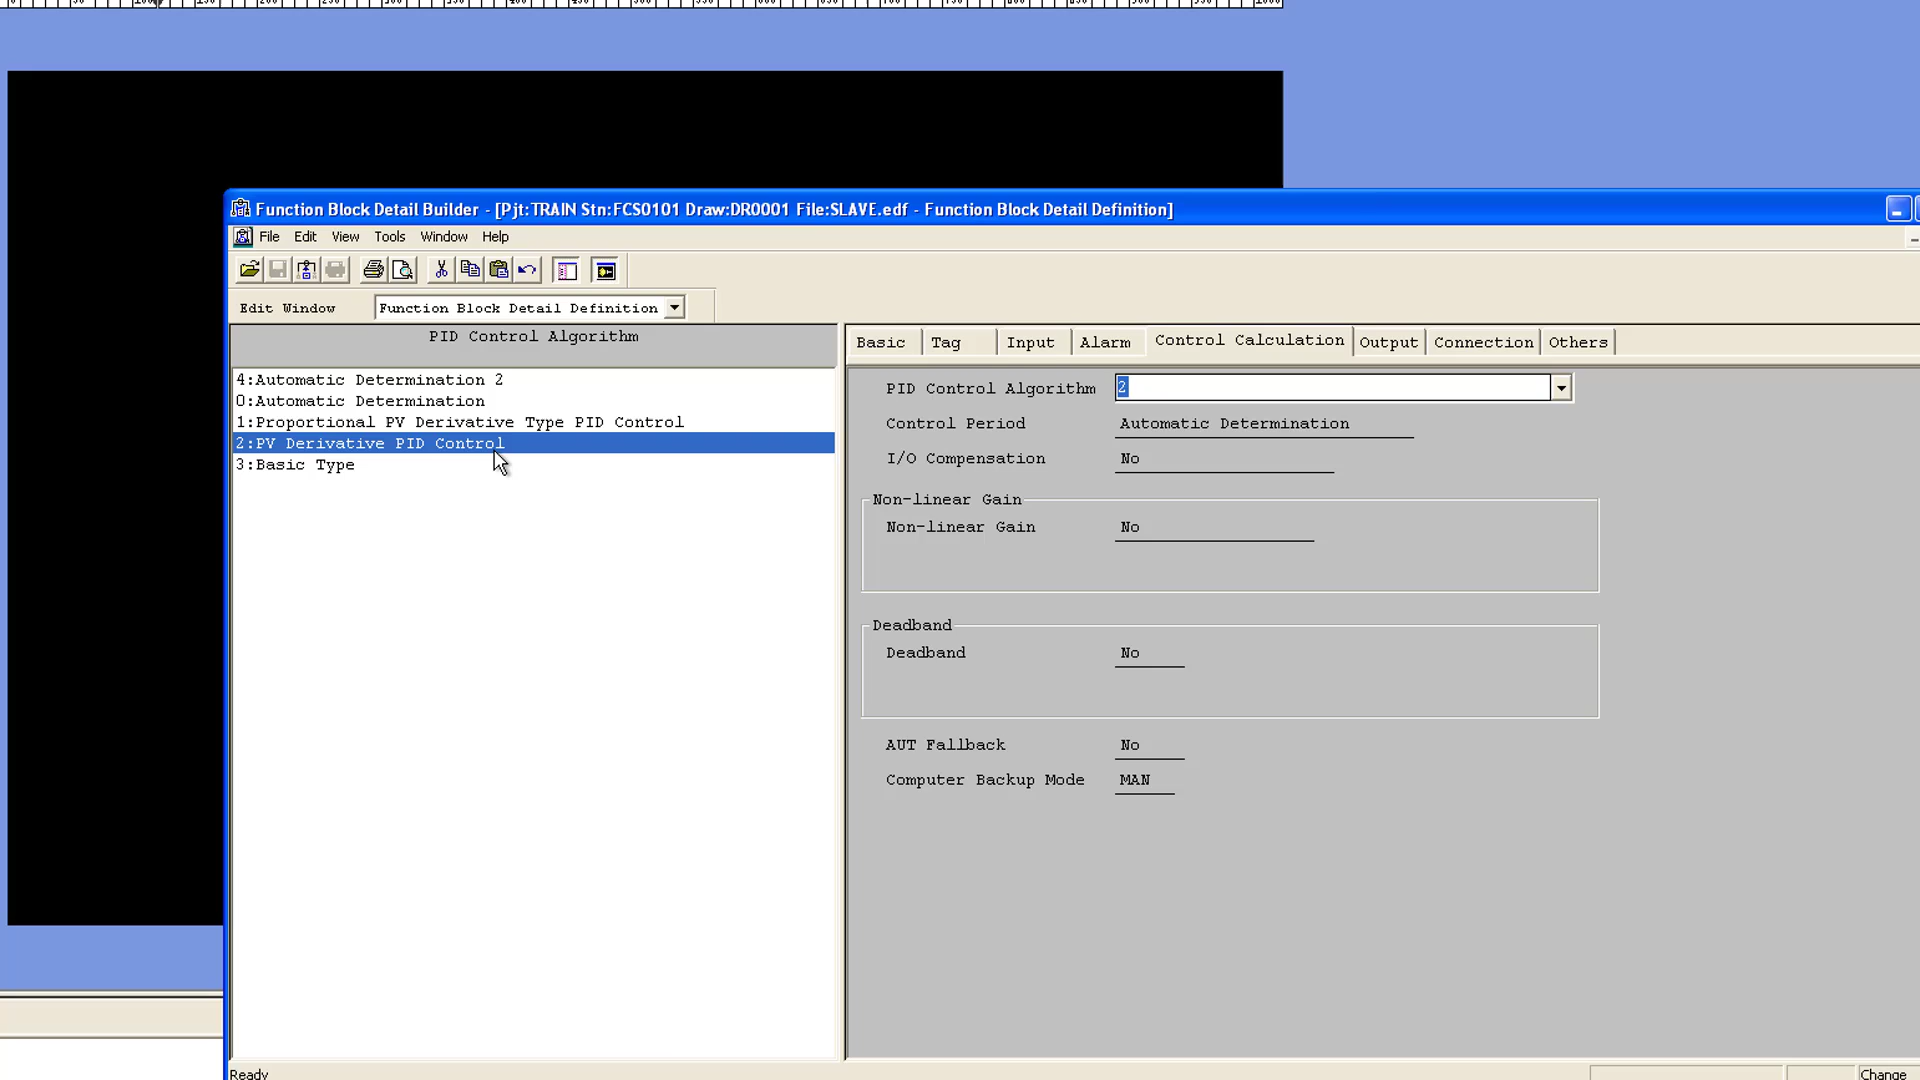 Function Block Detail Builder - [Pjt:TRAIN Stn:FCS0101 Draw:DR0001 File:SLAVE.edf - Function Block Detail Definition]
File Edit View Tools Window Help
Edit Window Function Block Detail Definition
PID Control Algorithm
4:Automatic Determination 2
0:Automatic Determination
1:Proportional PV Derivative Type PID Control
2:PV Derivative PID Control
3:Basic Type
Basic Tag Input Alarm Control Calculation Output Connection Others
PID Control Algorithm 2
Control Period Automatic Determination
I/O Compensation No
Non-linear Gain
Non-linear Gain No
Deadband
Deadband No
AUT Fallback No
Computer Backup Mode MAN
Ready Change